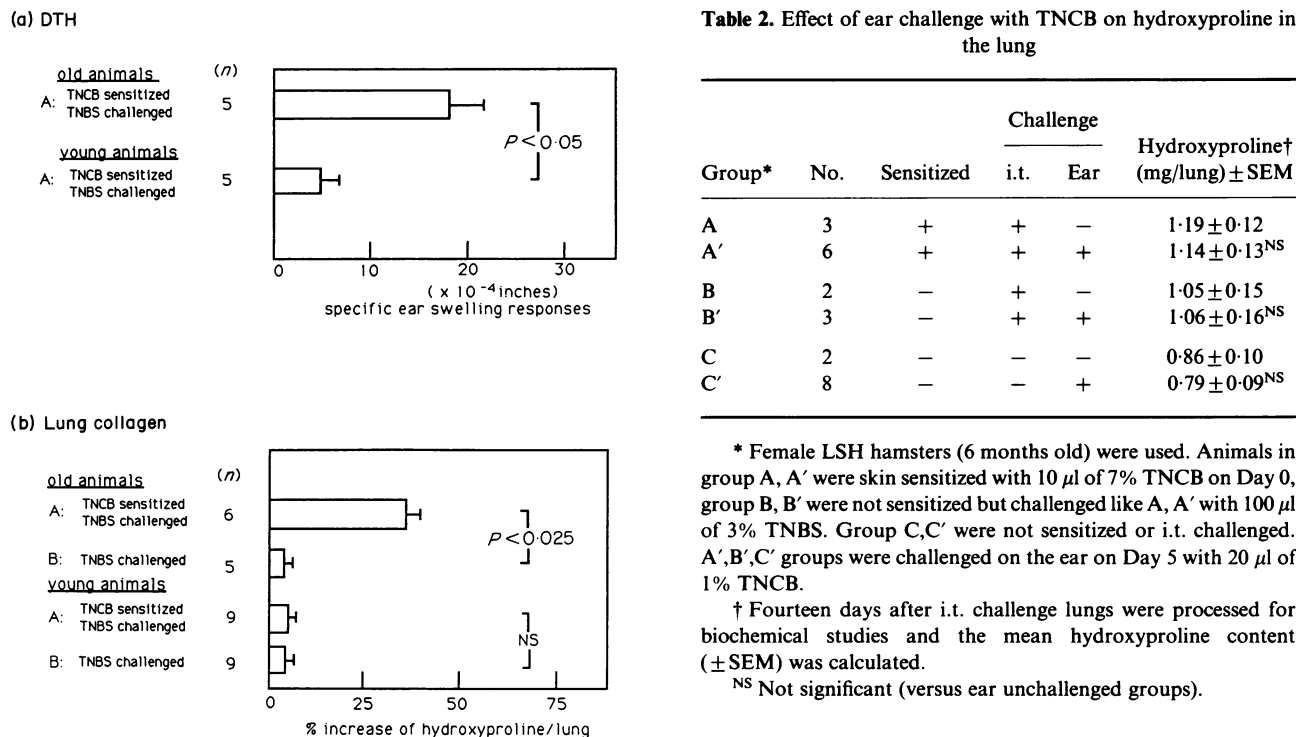 (a) DTH
old animals
(n)
A: TNCB sensitized
TNBS challenged
5
P < 0·05
young animals
A: TNCB sensitized
TNBS challenged
5
0 10 20 30
( x 10⁻⁴ inches)
specific ear swelling responses
(b) Lung collagen
old animals
(n)
A: TNCB sensitized
TNBS challenged
6
P < 0·025
B: TNBS challenged
5
young animals
A: TNCB sensitized
TNBS challenged
9
NS
B: TNBS challenged
9
0 25 50 75
% increase of hydroxyproline/lung
Table 2. Effect of ear challenge with TNCB on hydroxyproline in
the lung
Challenge
Hydroxyproline†
Group* No. Sensitized i.t. Ear (mg/lung) ± SEM
A 3 + + − 1·19 ± 0·12
A′ 6 + + + 1·14 ± 0·13ᴺˢ
B 2 − + − 1·05 ± 0·15
B′ 3 − + + 1·06 ± 0·16ᴺˢ
C 2 − − − 0·86 ± 0·10
C′ 8 − − + 0·79 ± 0·09ᴺˢ
* Female LSH hamsters (6 months old) were used. Animals in
group A, A′ were skin sensitized with 10 μl of 7% TNCB on Day 0,
group B, B′ were not sensitized but challenged like A, A′ with 100 μl
of 3% TNBS. Group C,C′ were not sensitized or i.t. challenged.
A′,B′,C′ groups were challenged on the ear on Day 5 with 20 μl of
1% TNCB.
† Fourteen days after i.t. challenge lungs were processed for
biochemical studies and the mean hydroxyproline content
(± SEM) was calculated.
ᴺˢ Not significant (versus ear unchallenged groups).